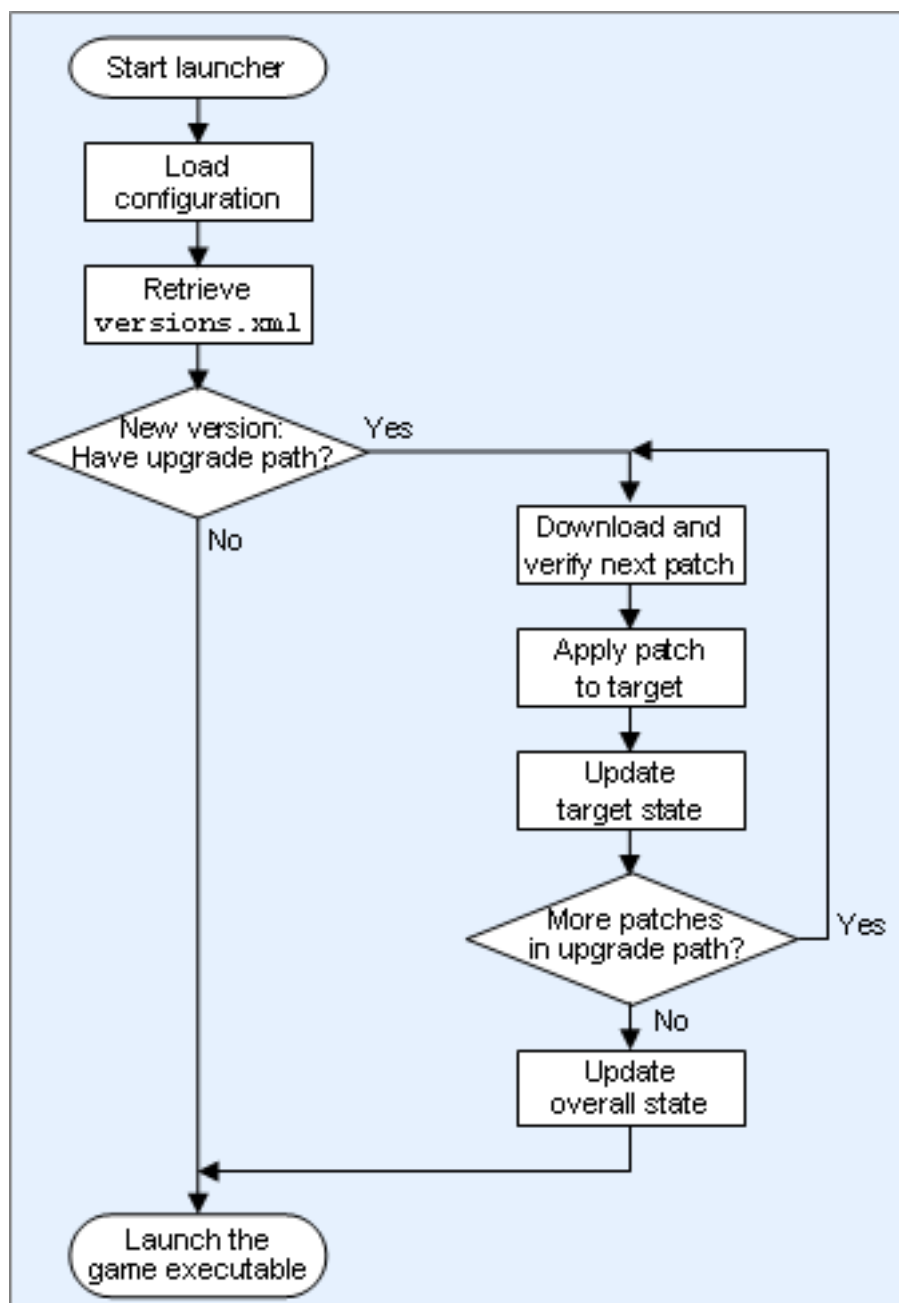 Start launcher
Load
configuration
Retrieve
versions.xml
New version:
Have upgrade path?
Yes
No
Download and
verify next patch
Apply patch
to target
Update
target state
More patches
in upgrade path?
Yes
No
Update
overall state
Launch the
game executable